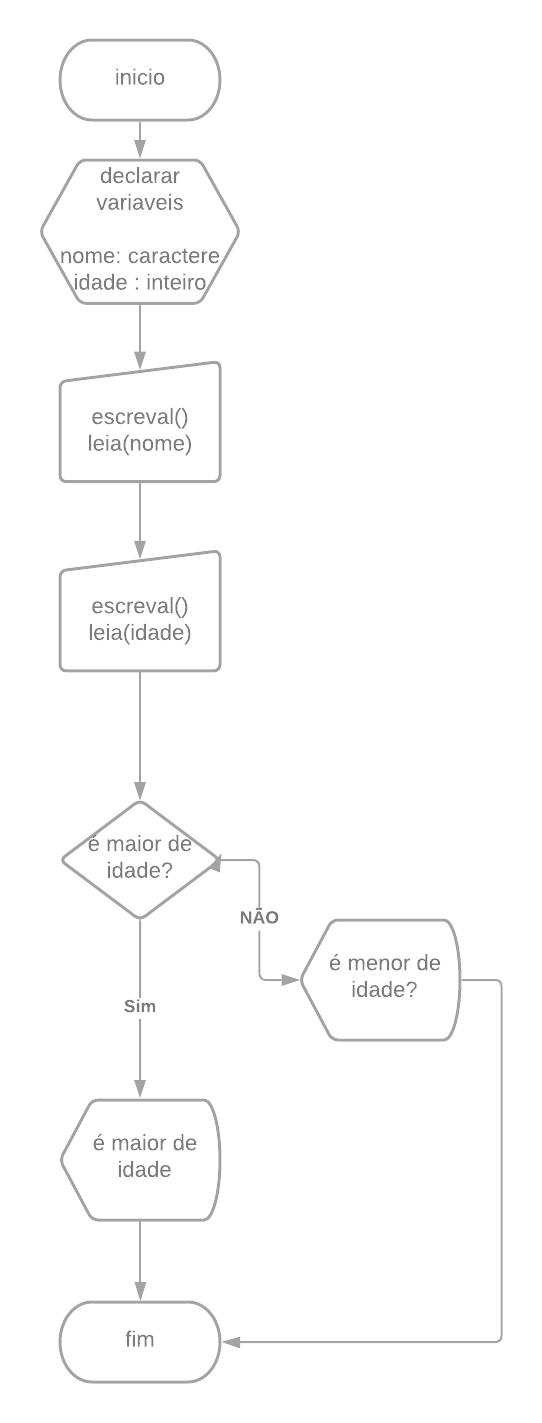 inicio
declarar
variaveis
nome: caractere
idade : inteiro
escreval()
leia(nome)
escreval()
leia(idade)
é maior de
idade?
NÃO
é menor de
idade?
Sim
é maior de
idade
fim